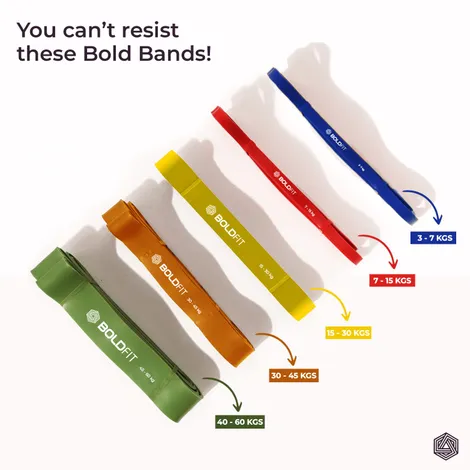 You can't resist
these Bold Bands!
BOLDFIT
3 - 7 KGS
BOLDFIT
7 - 15 KGS
BOLDFIT
15 - 30 KGS
BOLDFIT
30 - 45 KGS
BOLDFIT
40 - 60 KGS